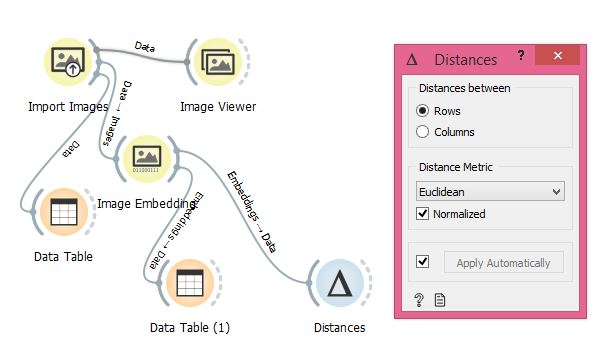 Data
Import Images
Image Viewer
Data → Images
Data
011000111
Image Embedding
Embeddings → Data
Embeddings → Data
Data Table
Data Table (1)
Distances
Δ Distances ? ×
Distances between
Rows
Columns
Distance Metric
Euclidean
Normalized
Apply Automatically
?